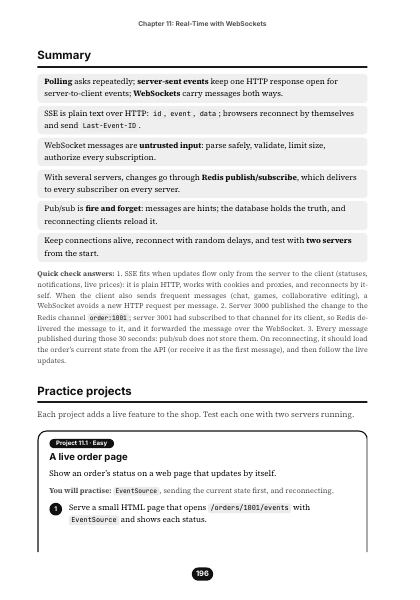 Chapter 11: Real-Time with WebSockets
Summary
Polling asks repeatedly; server-sent events keep one HTTP response open for
server-to-client events; WebSockets carry messages both ways.
SSE is plain text over HTTP: id, event, data; browsers reconnect by themselves
and send Last-Event-ID.
WebSocket messages are untrusted input: parse safely, validate, limit size,
authorize every subscription.
With several servers, changes go through Redis publish/subscribe, which delivers
to every subscriber on every server.
Pub/sub is fire and forget: messages are hints; the database holds the truth, and
reconnecting clients reload it.
Keep connections alive, reconnect with random delays, and test with two servers
from the start.
Quick check answers: 1. SSE fits when updates flow only from the server to the client (statuses,
notifications, live prices): it is plain HTTP, works with cookies and proxies, and reconnects by it-
self. When the client also sends frequent messages (chat, games, collaborative editing), a
WebSocket avoids a new HTTP request per message. 2. Server 3000 published the change to the
Redis channel order:1001; server 3001 had subscribed to that channel for its client, so Redis de-
livered the message to it, and it forwarded the message over the WebSocket. 3. Every message
published during those 30 seconds: pub/sub does not store them. On reconnecting, it should load
the order's current state from the API (or receive it as the first message), and then follow the live
updates.
Practice projects
Each project adds a live feature to the shop. Test each one with two servers running.
Project 11.1 · Easy
A live order page
Show an order's status on a web page that updates by itself.
You will practise: EventSource, sending the current state first, and reconnecting.
1 Serve a small HTML page that opens /orders/1001/events with
EventSource and shows each status.
196